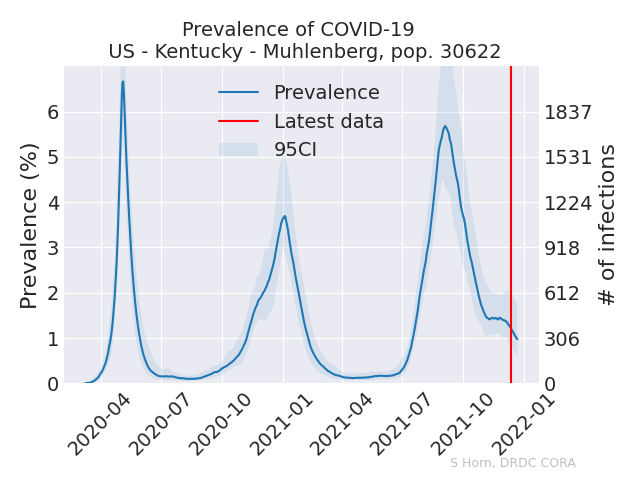 Prevalence of COVID-19
US - Kentucky - Muhlenberg, pop. 30622
Prevalence
Latest data
95CI
Prevalence (%)
6
5
4
3
2
1
0
1837
1531
1224
918
612
306
0
# of infections
2020-04
2020-07
2020-10
2021-01
2021-04
2021-07
2021-10
2022-01
S Horn, DRDC CORA